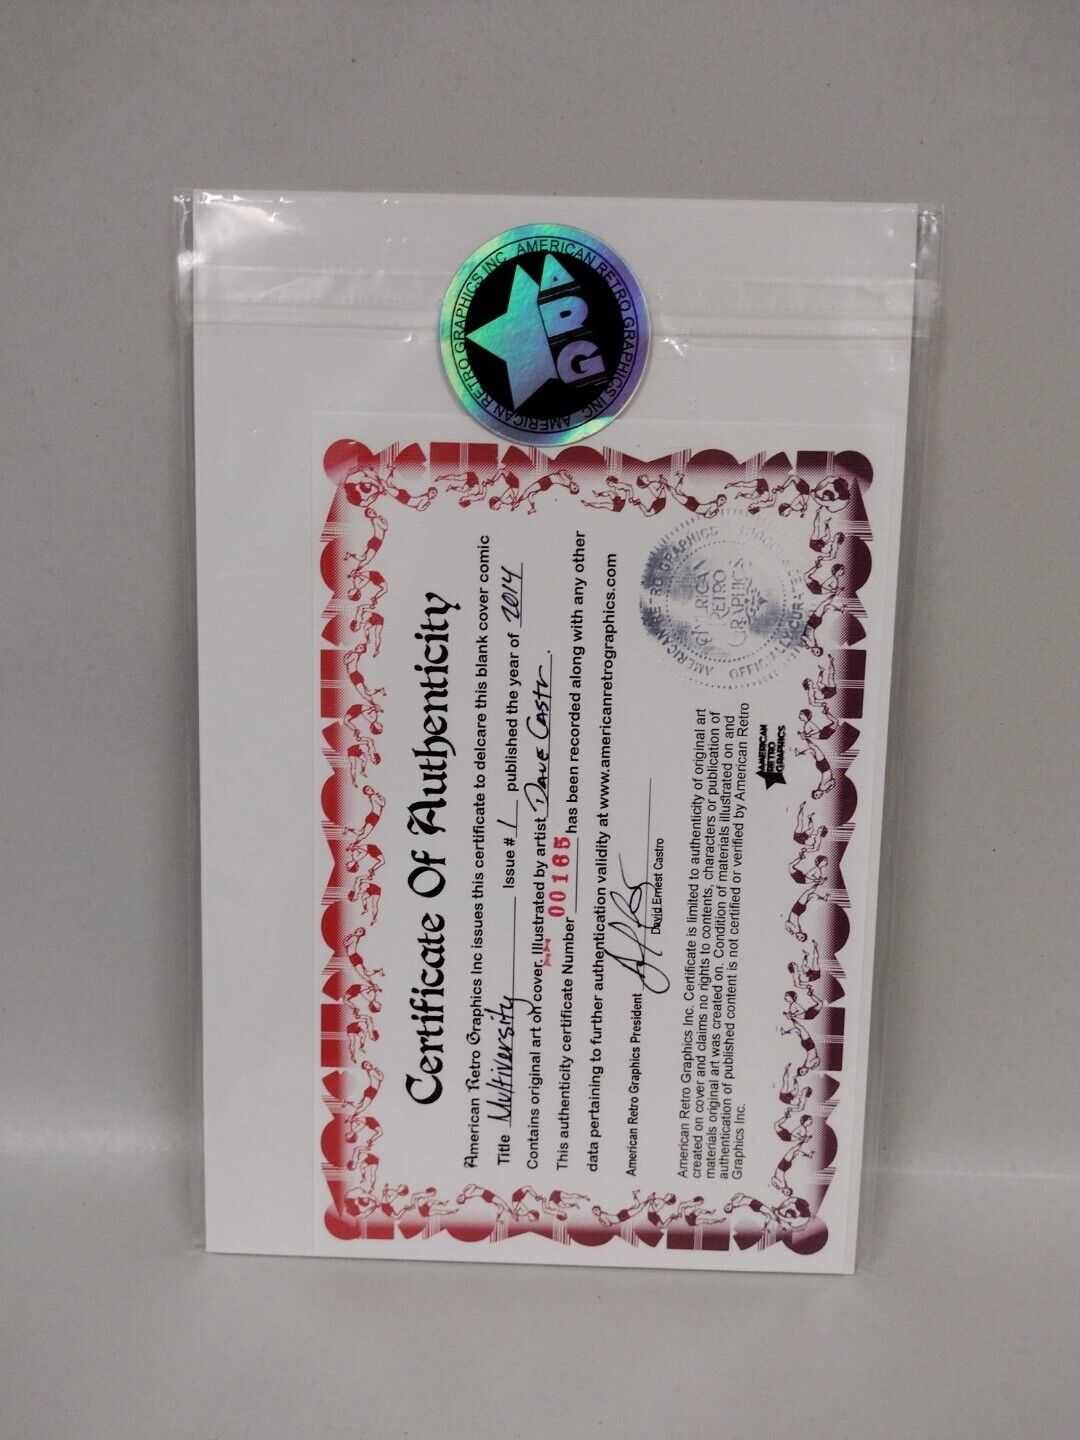 AMERICAN RETRO GRAPHICS INC. AMERICAN RETRO GRAPHICS INC.
ARG
Certificate Of Authenticity
American Retro Graphics Inc issues this certificate to delcare this blank cover comic
Title Multiversity Issue # 1 published the year of 2014
Contains original art on cover. Illustrated by artist Dave Castr.
This authenticity certificate Number 00165 has been recorded along with any other
data pertaining to further authentication validity at www.americanretrographics.com
American Retro Graphics President
David Ernest Castro
American Retro Graphics Inc. Certificate is limited to authenticity of original art
created on cover and claims no rights to contents, characters or publication of
materials original art was created on. Condition of materials illustrated on and
authentication of published content is not certified or verified by American Retro
Graphics Inc.
AMERICAN
RETRO
GRAPHICS
AMERICAN RETRO GRAPHICS
AMERICAN
RETRO
GRAPHICS